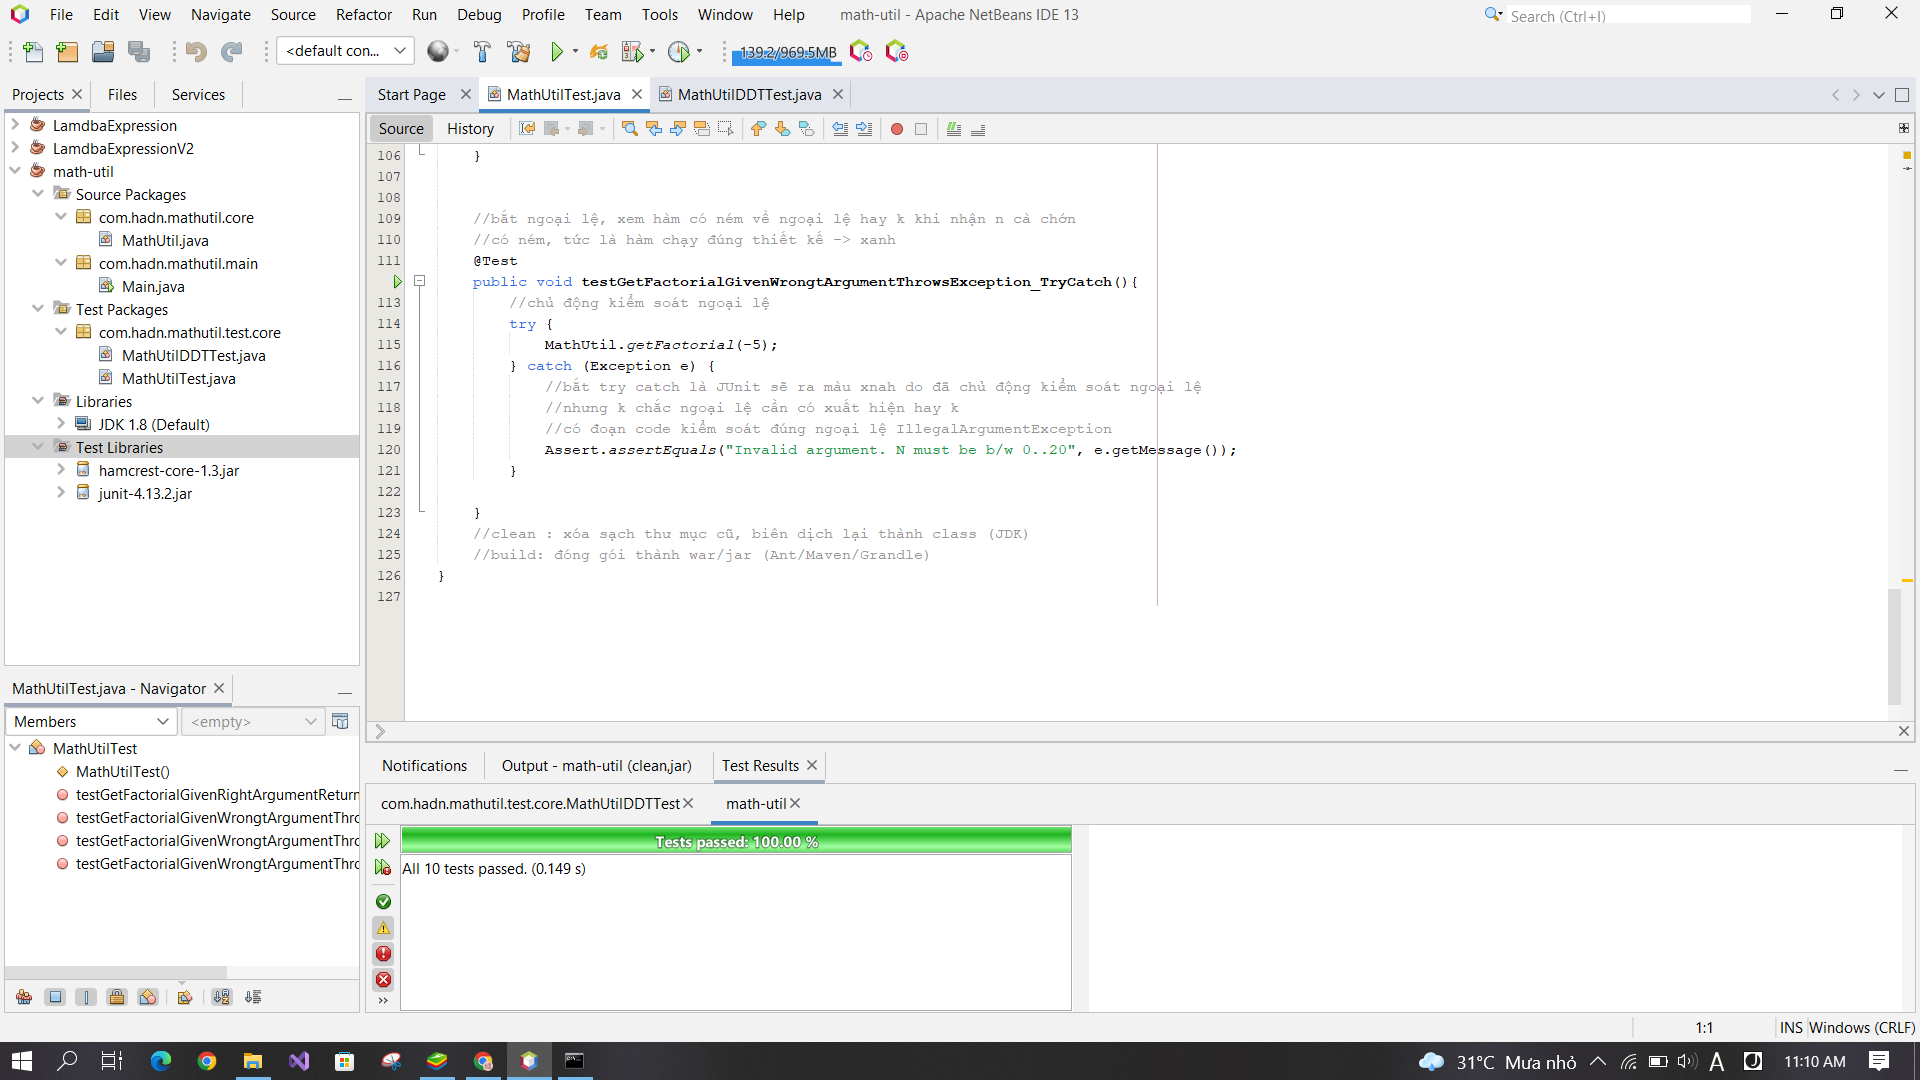 File Edit View Navigate Source Refactor Run Debug Profile Team Tools Window Help math-util - Apache NetBeans IDE 13 Search (Ctrl+I)
<default con... 139.2/969.5MB
Projects Files Services
LamdbaExpression
LamdbaExpressionV2
math-util
Source Packages
com.hadn.mathutil.core
MathUtil.java
com.hadn.mathutil.main
Main.java
Test Packages
com.hadn.mathutil.test.core
MathUtilDDTTest.java
MathUtilTest.java
Libraries
JDK 1.8 (Default)
Test Libraries
hamcrest-core-1.3.jar
junit-4.13.2.jar
MathUtilTest.java - Navigator
Members <empty>
MathUtilTest
MathUtilTest()
testGetFactorialGivenRightArgumentReturn
testGetFactorialGivenWrongtArgumentThro
testGetFactorialGivenWrongtArgumentThro
testGetFactorialGivenWrongtArgumentThro
Start Page MathUtilTest.java MathUtilDDTTest.java
Source History
106 }
107
108
109 //bắt ngoại lệ, xem hàm có ném về ngoại lệ hay k khi nhận n cà chớn
110 //có ném, tức là hàm chạy đúng thiết kế -> xanh
111 @Test
public void testGetFactorialGivenWrongtArgumentThrowsException_TryCatch(){
113 //chủ động kiểm soát ngoại lệ
114 try {
115 MathUtil.getFactorial(-5);
116 } catch (Exception e) {
117 //bắt try catch là JUnit sẽ ra màu xnah do đã chủ động kiểm soát ngoại lệ
118 //nhưng k chắc ngoại lệ cần có xuất hiện hay k
119 //có đoạn code kiểm soát đúng ngoại lệ IllegalArgumentException
120 Assert.assertEquals("Invalid argument. N must be b/w 0..20", e.getMessage());
121 }
122
123 }
124 //clean : xóa sạch thư mục cũ, biên dịch lại thành class (JDK)
125 //build: đóng gói thành war/jar (Ant/Maven/Grandle)
126 }
127
Notifications Output - math-util (clean,jar) Test Results
com.hadn.mathutil.test.core.MathUtilDDTTest math-util
Tests passed: 100.00 %
All 10 tests passed. (0.149 s)
1:1 INS Windows (CRLF)
31°C Mưa nhỏ A 11:10 AM